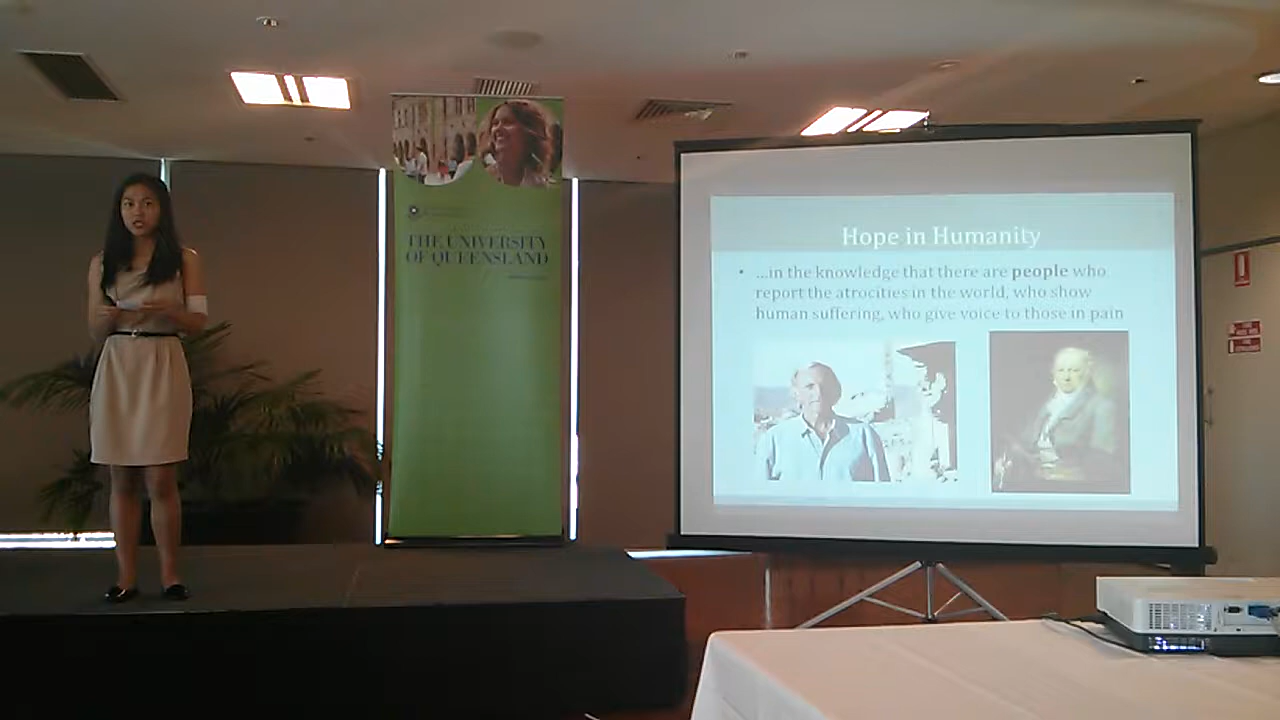 THE UNIVERSITY
OF QUEENSLAND
Hope in Humanity
• ...in the knowledge that there are people who
report the atrocities in the world, who show
human suffering, who give voice to those in pain